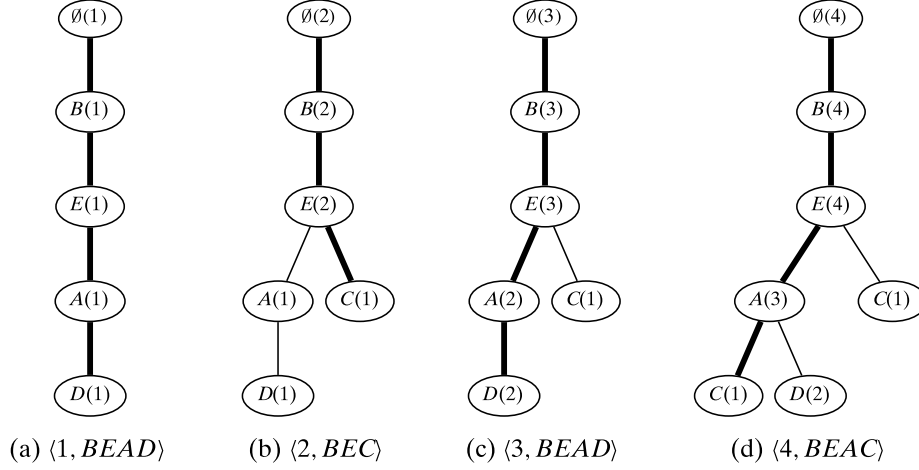 ∅(1) ∅(2) ∅(3) ∅(4)
B(1) B(2) B(3) B(4)
E(1) E(2) E(3) E(4)
A(1) A(1) C(1) A(2) C(1) A(3) C(1)
D(1) D(1) D(2) C(1) D(2)
(a) ⟨1, BEAD⟩ (b) ⟨2, BEC⟩ (c) ⟨3, BEAD⟩ (d) ⟨4, BEAC⟩